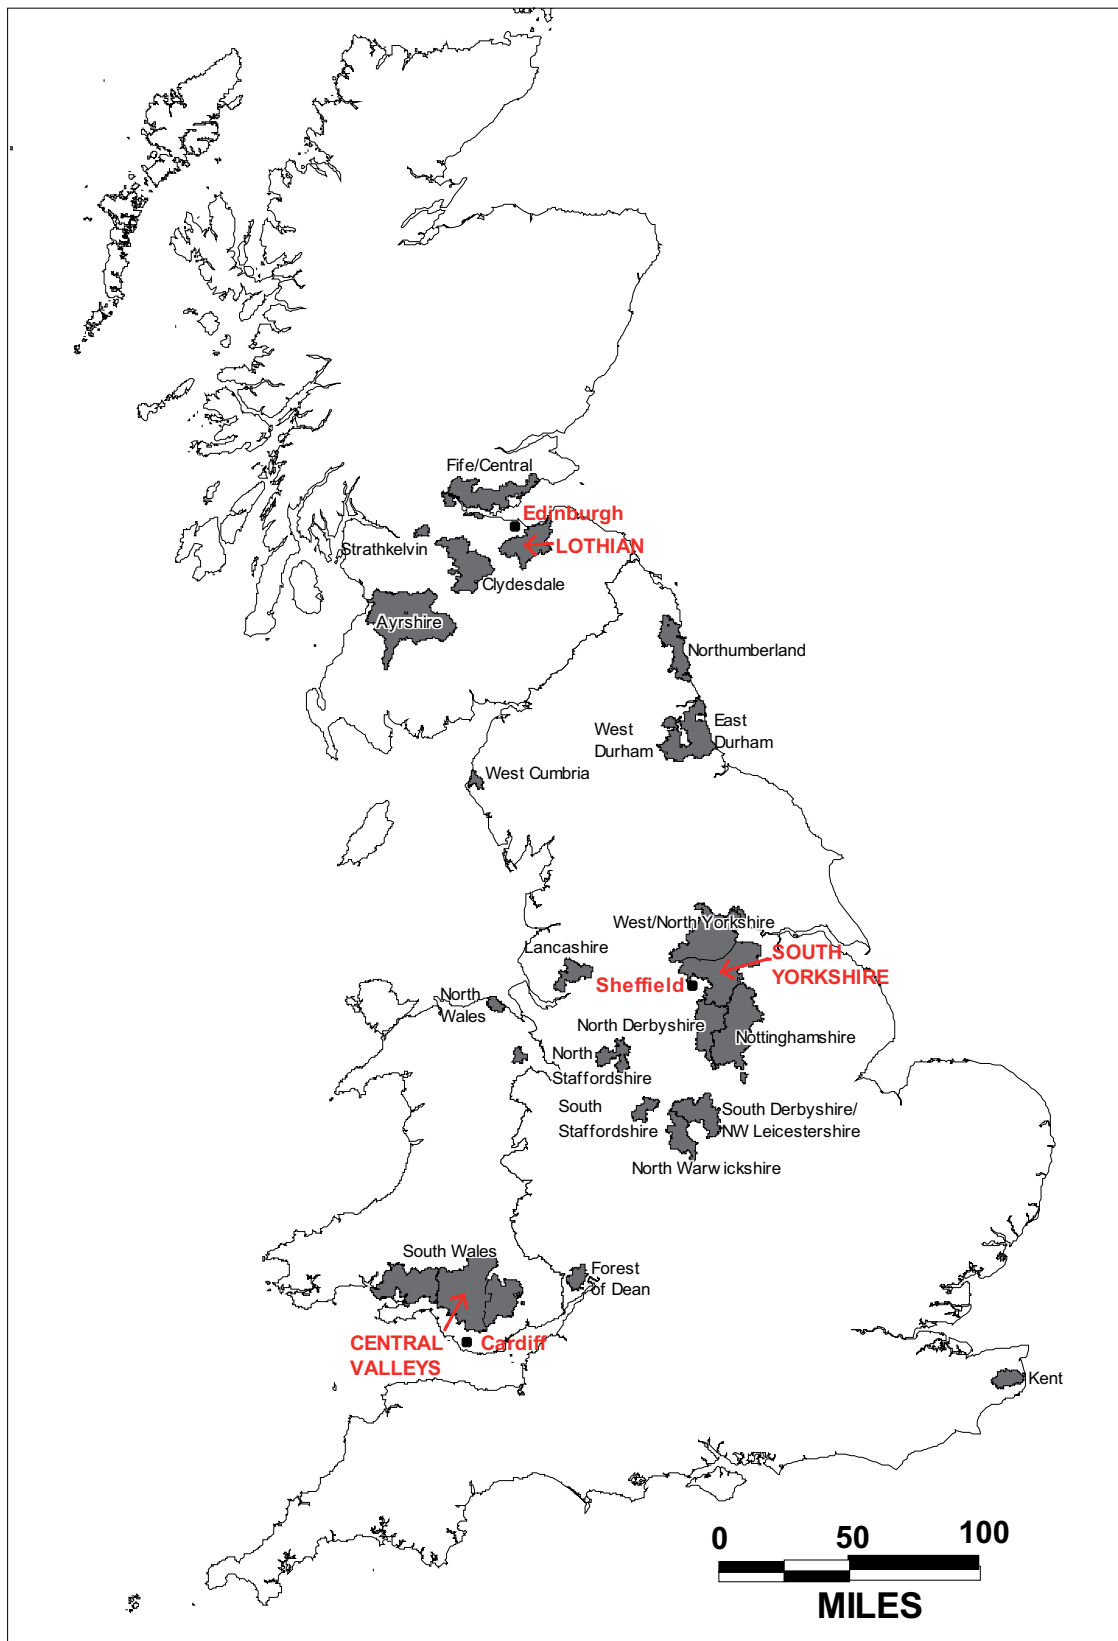 Fife/Central
Edinburgh
LOTHIAN
Strathkelvin
Clydesdale
Ayrshire
Northumberland
West
Durham
East
Durham
West Cumbria
West/North Yorkshire
Lancashire
SOUTH
YORKSHIRE
Sheffield
North
Wales
North Derbyshire
Nottinghamshire
North
Staffordshire
South
Staffordshire
South Derbyshire/
NW Leicestershire
North Warwickshire
South Wales
Forest
of Dean
CENTRAL
VALLEYS
Cardiff
Kent
0 50 100
MILES